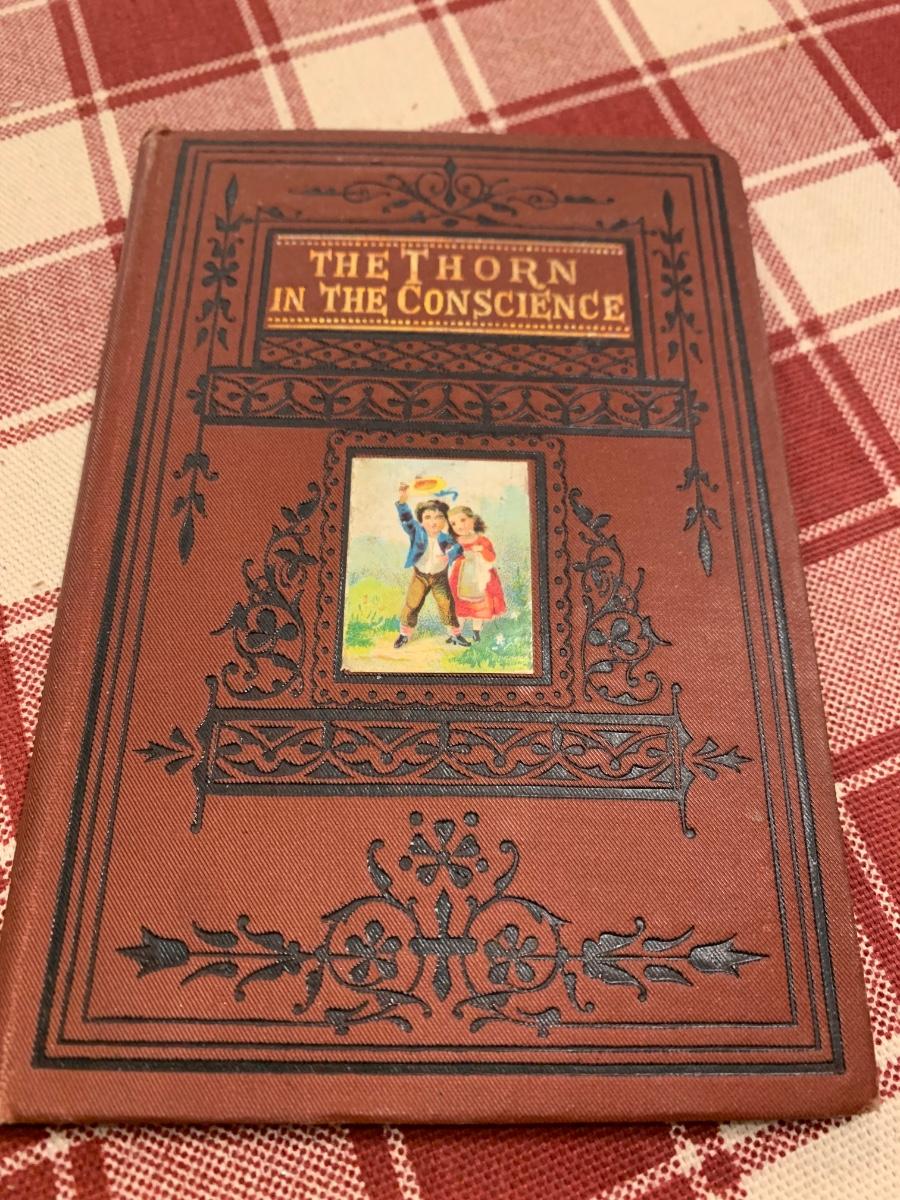 THE THORN
IN THE CONSCIENCE